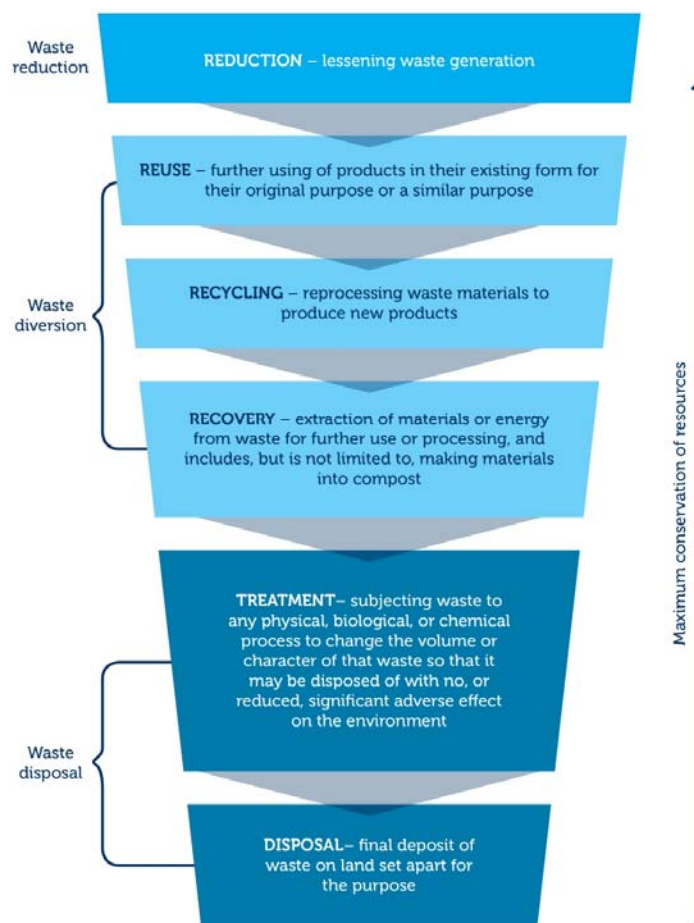 Waste
reduction
REDUCTION – lessening waste generation
REUSE – further using of products in their existing form for
their original purpose or a similar purpose
Waste
diversion
RECYCLING – reprocessing waste materials to
produce new products
RECOVERY – extraction of materials or energy
from waste for further use or processing, and
includes, but is not limited to, making materials
into compost
Maximum conservation of resources
TREATMENT– subjecting waste to
any physical, biological, or chemical
process to change the volume or
character of that waste so that it
may be disposed of with no, or
reduced, significant adverse effect
on the environment
Waste
disposal
DISPOSAL– final deposit of
waste on land set apart for
the purpose